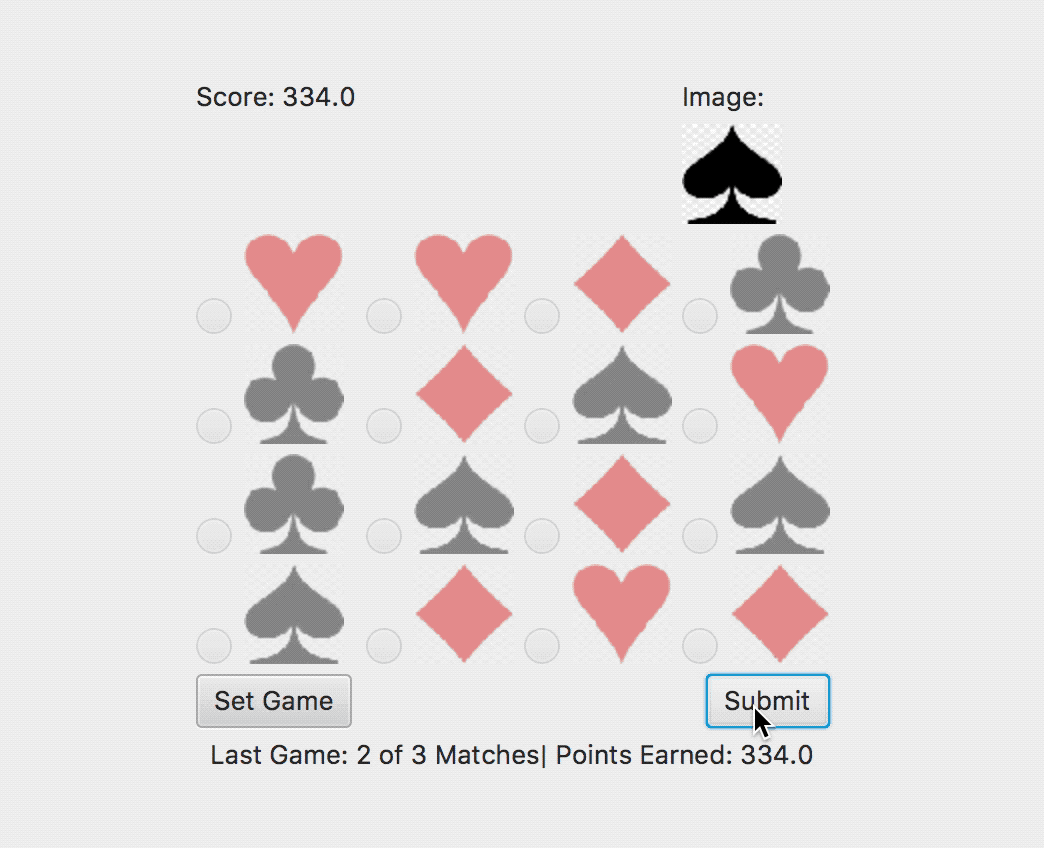 Score: 334.0
Image:
Set Game
Submit
Last Game: 2 of 3 Matches| Points Earned: 334.0